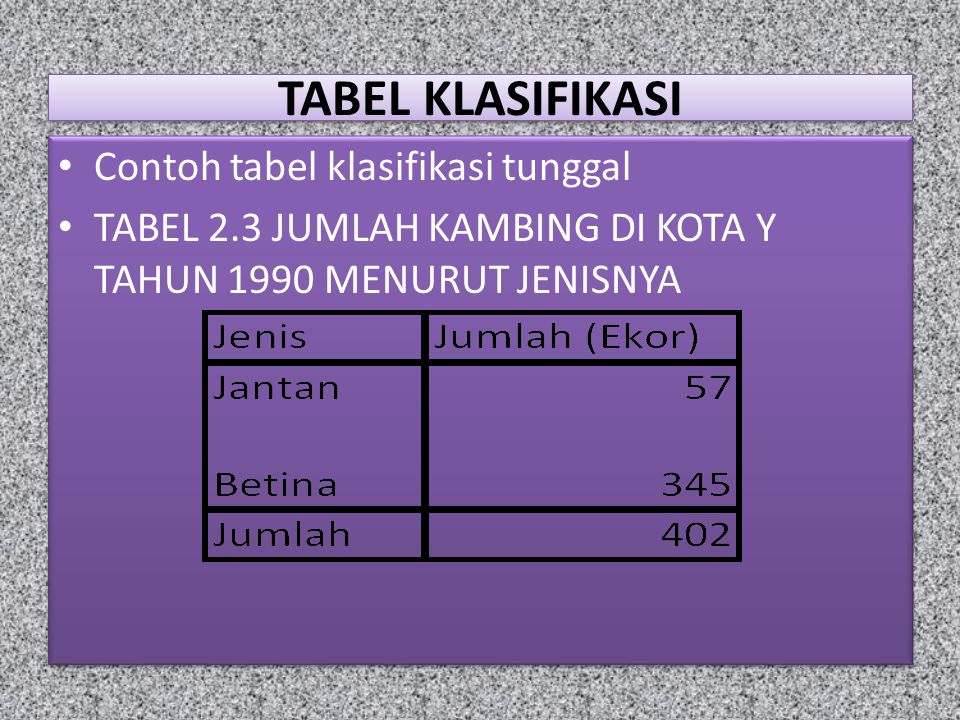 TABEL KLASIFIKASI
• Contoh tabel klasifikasi tunggal
• TABEL 2.3 JUMLAH KAMBING DI KOTA Y
TAHUN 1990 MENURUT JENISNYA
Jenis Jumlah (Ekor)
Jantan 57
Betina 345
Jumlah 402